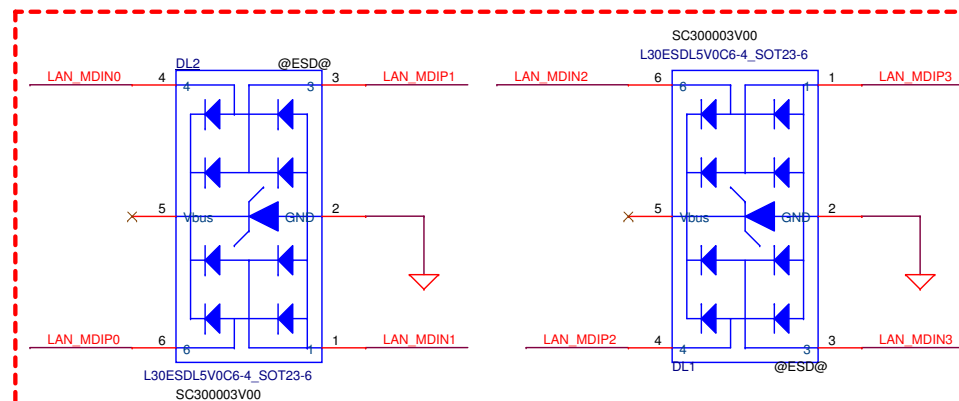 DL2 @ESD@
LAN_MDIN0 4 4 3 3 LAN_MDIP1
5 Vbus GND 2
LAN_MDIP0 6 6 1 1 LAN_MDIN1
L30ESDL5V0C6-4_SOT23-6
SC300003V00
SC300003V00
L30ESDL5V0C6-4_SOT23-6
LAN_MDIN2 6 6 1 1 LAN_MDIP3
5 Vbus GND 2
LAN_MDIP2 4 4 3 3 LAN_MDIN3
DL1 @ESD@